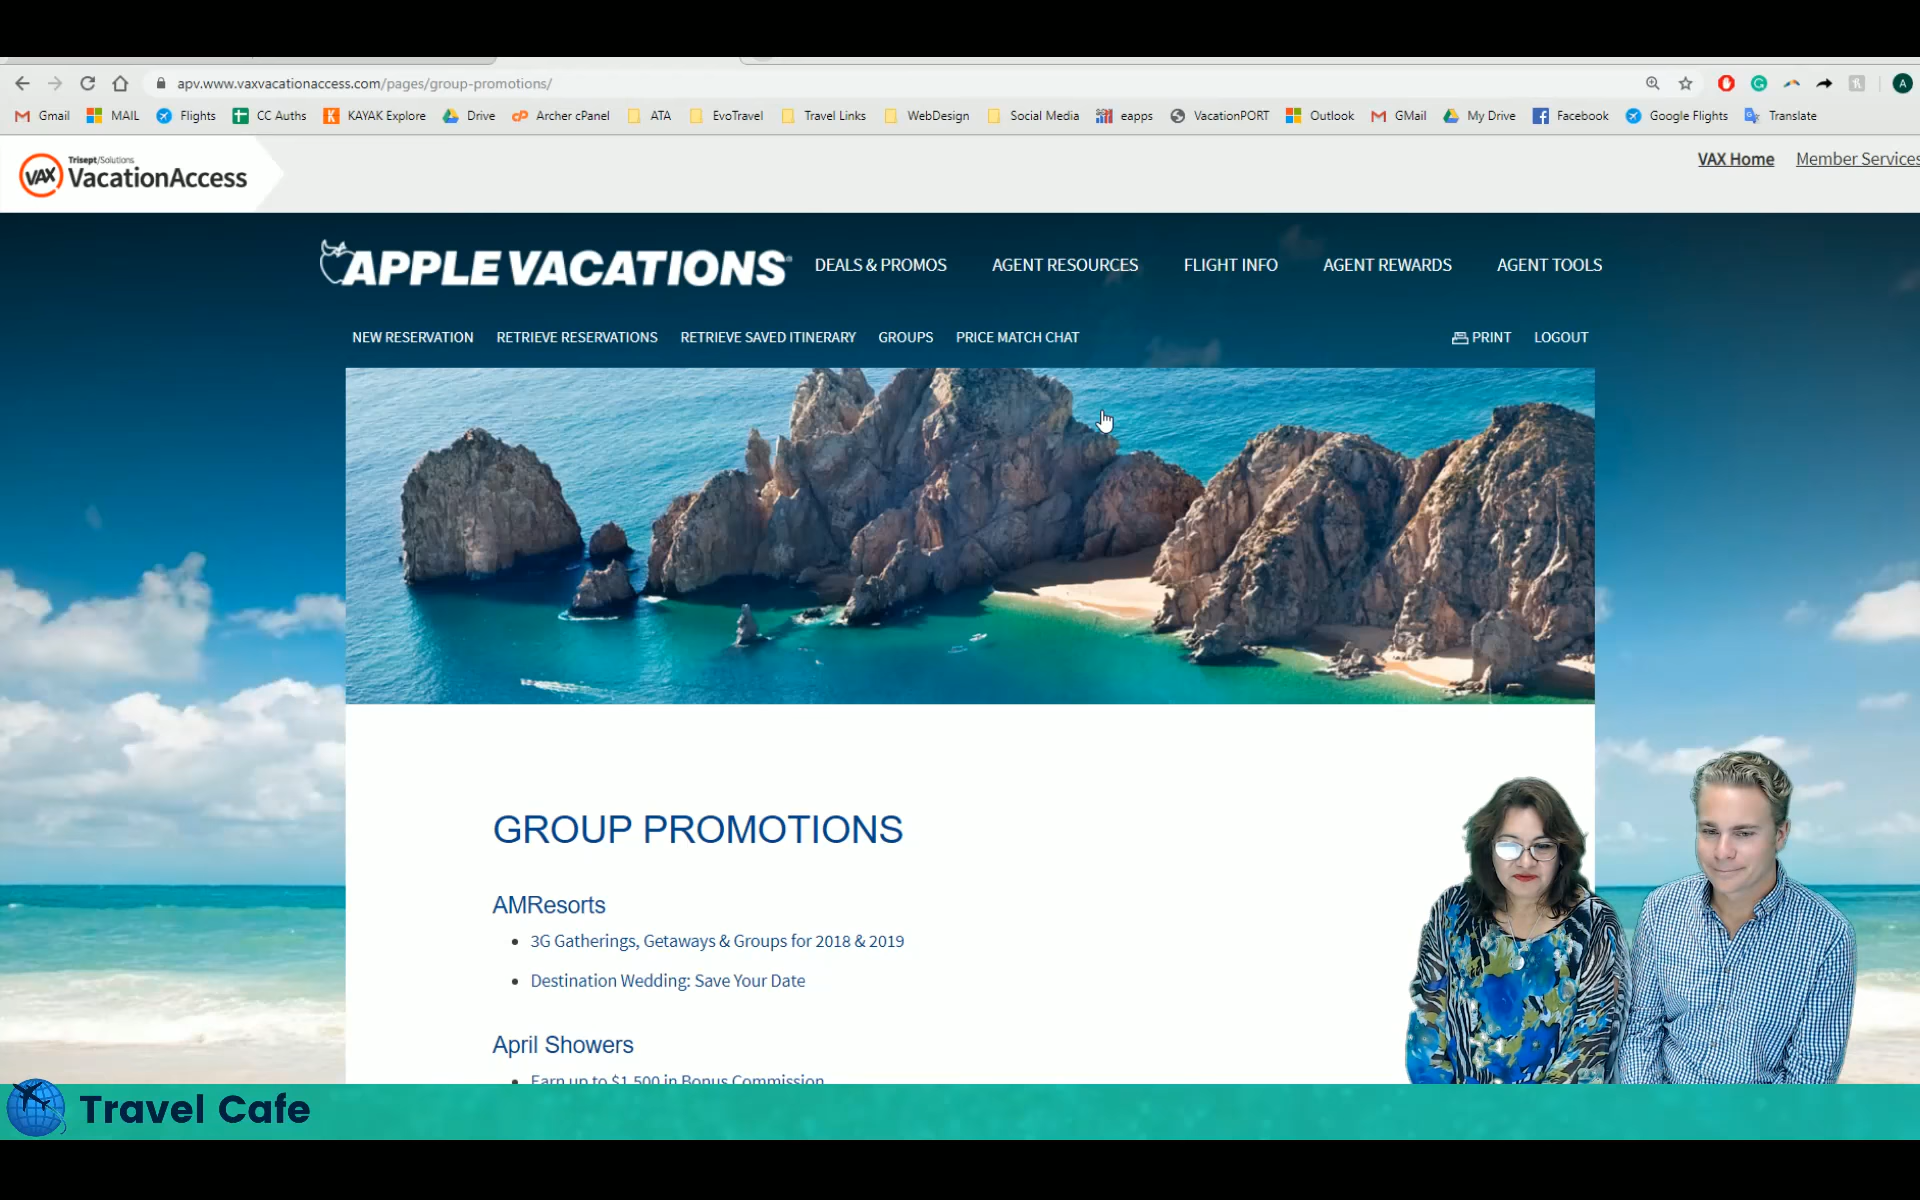 apv.www.vaxvacationaccess.com/pages/group-promotions/
A
Gmail MAIL Flights CC Auths KAYAK Explore Drive Archer cPanel ATA EvoTravel Travel Links WebDesign Social Media eapps VacationPORT Outlook GMail My Drive Facebook Google Flights Translate
Trisept/Solutions
VAX VacationAccess
VAX Home Member Services
APPLE VACATIONS®
DEALS & PROMOS AGENT RESOURCES FLIGHT INFO AGENT REWARDS AGENT TOOLS
NEW RESERVATION RETRIEVE RESERVATIONS RETRIEVE SAVED ITINERARY GROUPS PRICE MATCH CHAT PRINT LOGOUT
GROUP PROMOTIONS
AMResorts
• 3G Gatherings, Getaways & Groups for 2018 & 2019
• Destination Wedding: Save Your Date
April Showers
• Earn up to $1,500 in Bonus Commission
Travel Cafe